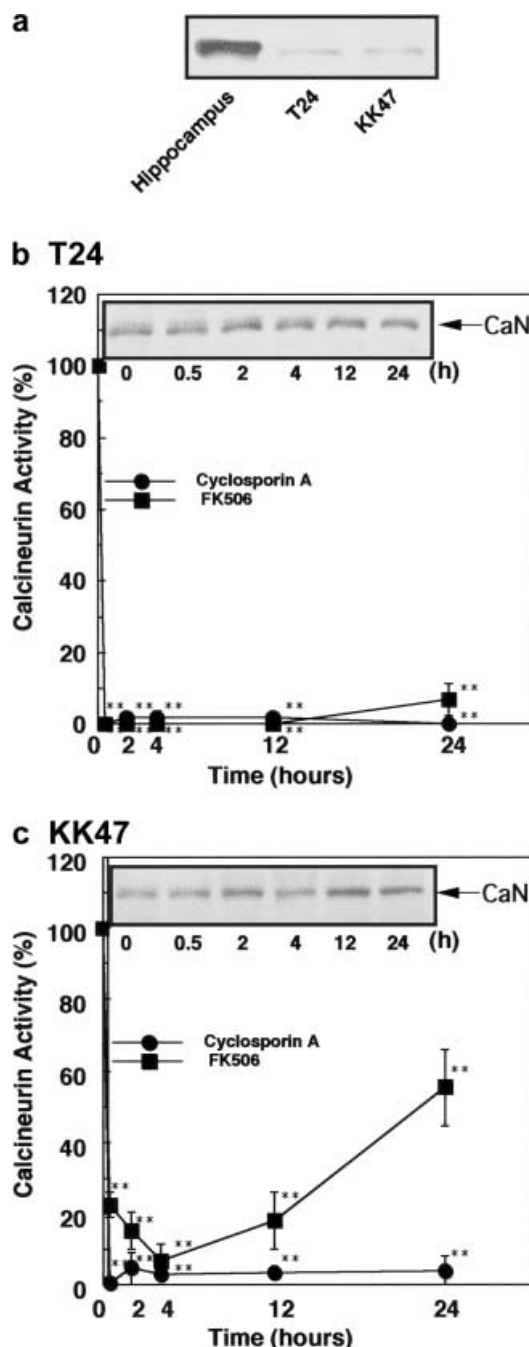 a
Hippocampus
T24
KK47
b T24
120
100
80
60
40
20
0
Calcineurin Activity (%)
CaN
0 0.5 2 4 12 24 (h)
Cyclosporin A
FK506
** ** ** ** **
** ** ** **
0 2 4 12 24
Time (hours)
c KK47
120
100
80
60
40
20
0
Calcineurin Activity (%)
CaN
0 0.5 2 4 12 24 (h)
Cyclosporin A
FK506
** ** ** ** **
** ** ** ** **
0 2 4 12 24
Time (hours)